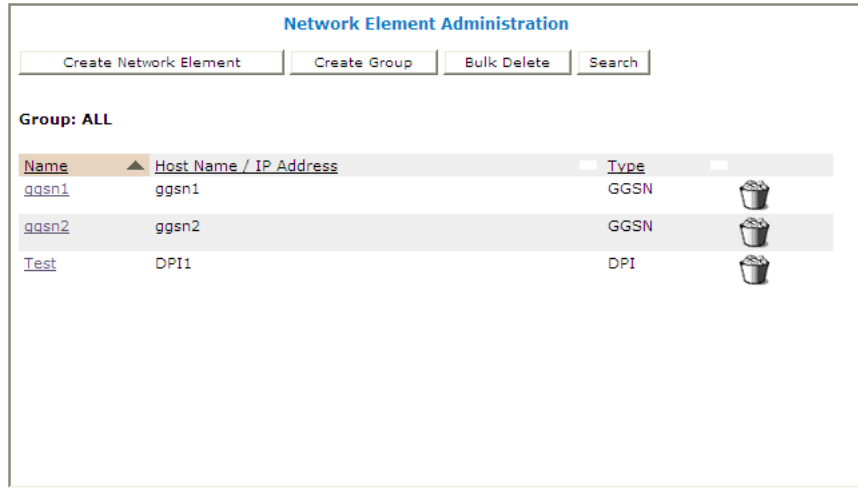 Network Element Administration
Create Network Element Create Group Bulk Delete Search
Group: ALL
Name Host Name / IP Address Type
ggsn1 ggsn1 GGSN
ggsn2 ggsn2 GGSN
Test DPI1 DPI